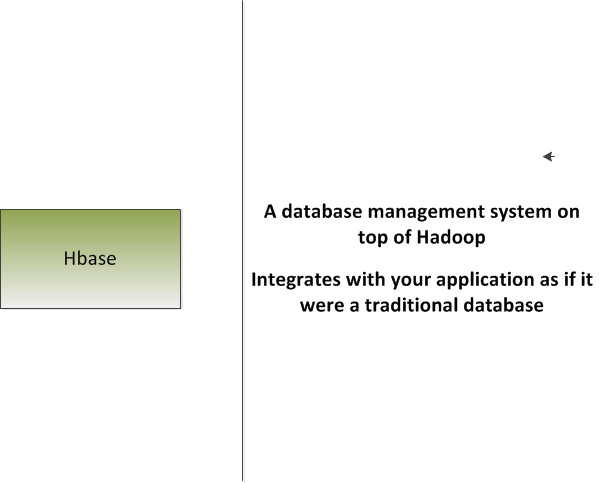 Hbase
A database management system on
top of Hadoop
Integrates with your application as if it
were a traditional database